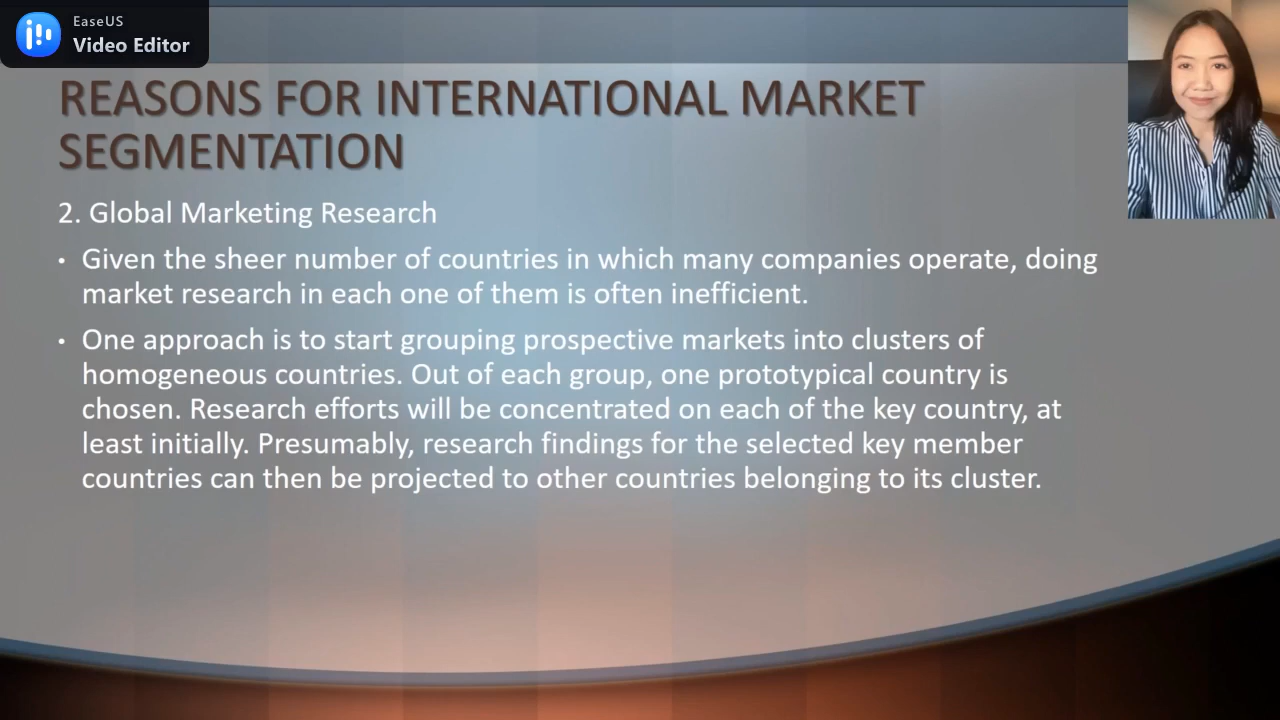 EaseUS
Video Editor
REASONS FOR INTERNATIONAL MARKET
SEGMENTATION
2. Global Marketing Research
• Given the sheer number of countries in which many companies operate, doing
market research in each one of them is often inefficient.
• One approach is to start grouping prospective markets into clusters of
homogeneous countries. Out of each group, one prototypical country is
chosen. Research efforts will be concentrated on each of the key country, at
least initially. Presumably, research findings for the selected key member
countries can then be projected to other countries belonging to its cluster.